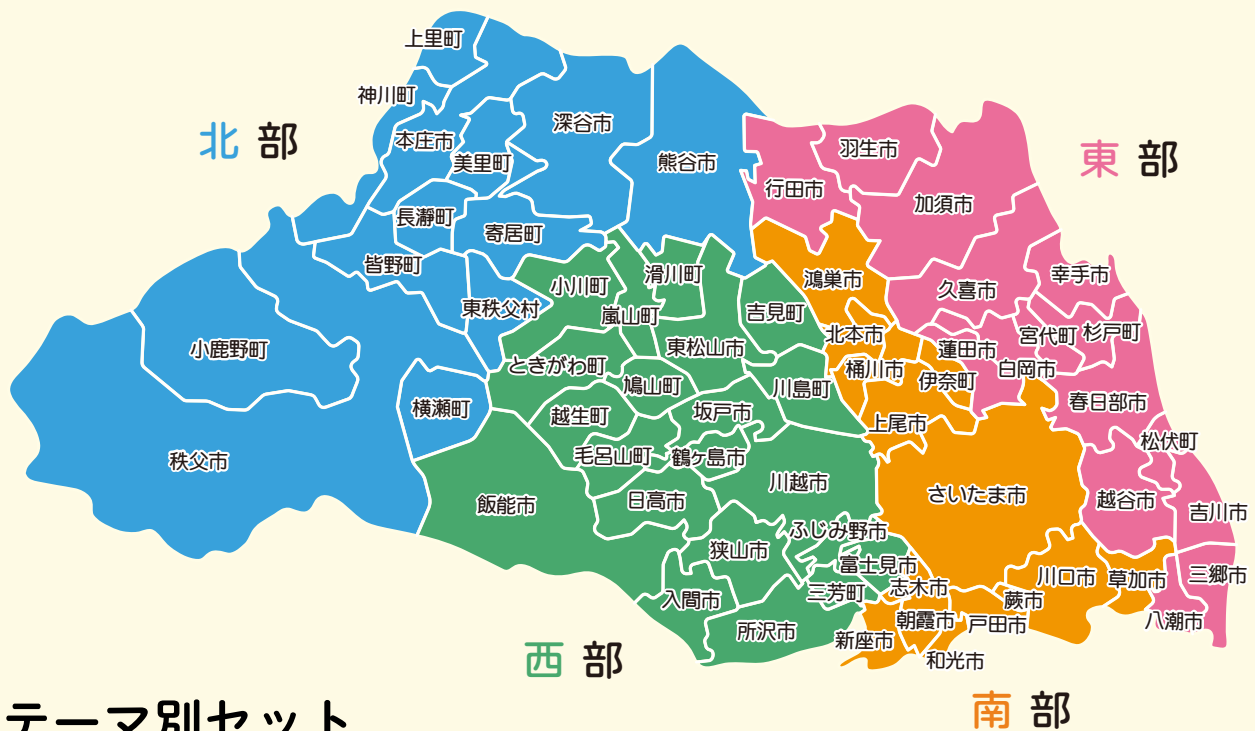 北部
上里町
神川町
本庄市
美里町
深谷市
熊谷市
長瀞町
寄居町
皆野町
東秩父村
小鹿野町
横瀬町
秩父市
東部
羽生市
行田市
加須市
久喜市
幸手市
宮代町
杉戸町
蓮田市
白岡市
春日部市
松伏町
越谷市
吉川市
三郷市
八潮市
西部
小川町
滑川町
嵐山町
吉見町
東松山市
ときがわ町
鳩山町
川島町
越生町
坂戸市
毛呂山町
鶴ヶ島市
川越市
日高市
飯能市
ふじみ野市
狭山市
富士見市
三芳町
入間市
所沢市
南部
鴻巣市
北本市
桶川市
伊奈町
上尾市
さいたま市
川口市
草加市
志木市
蕨市
朝霞市
戸田市
新座市
和光市
テーマ別セット